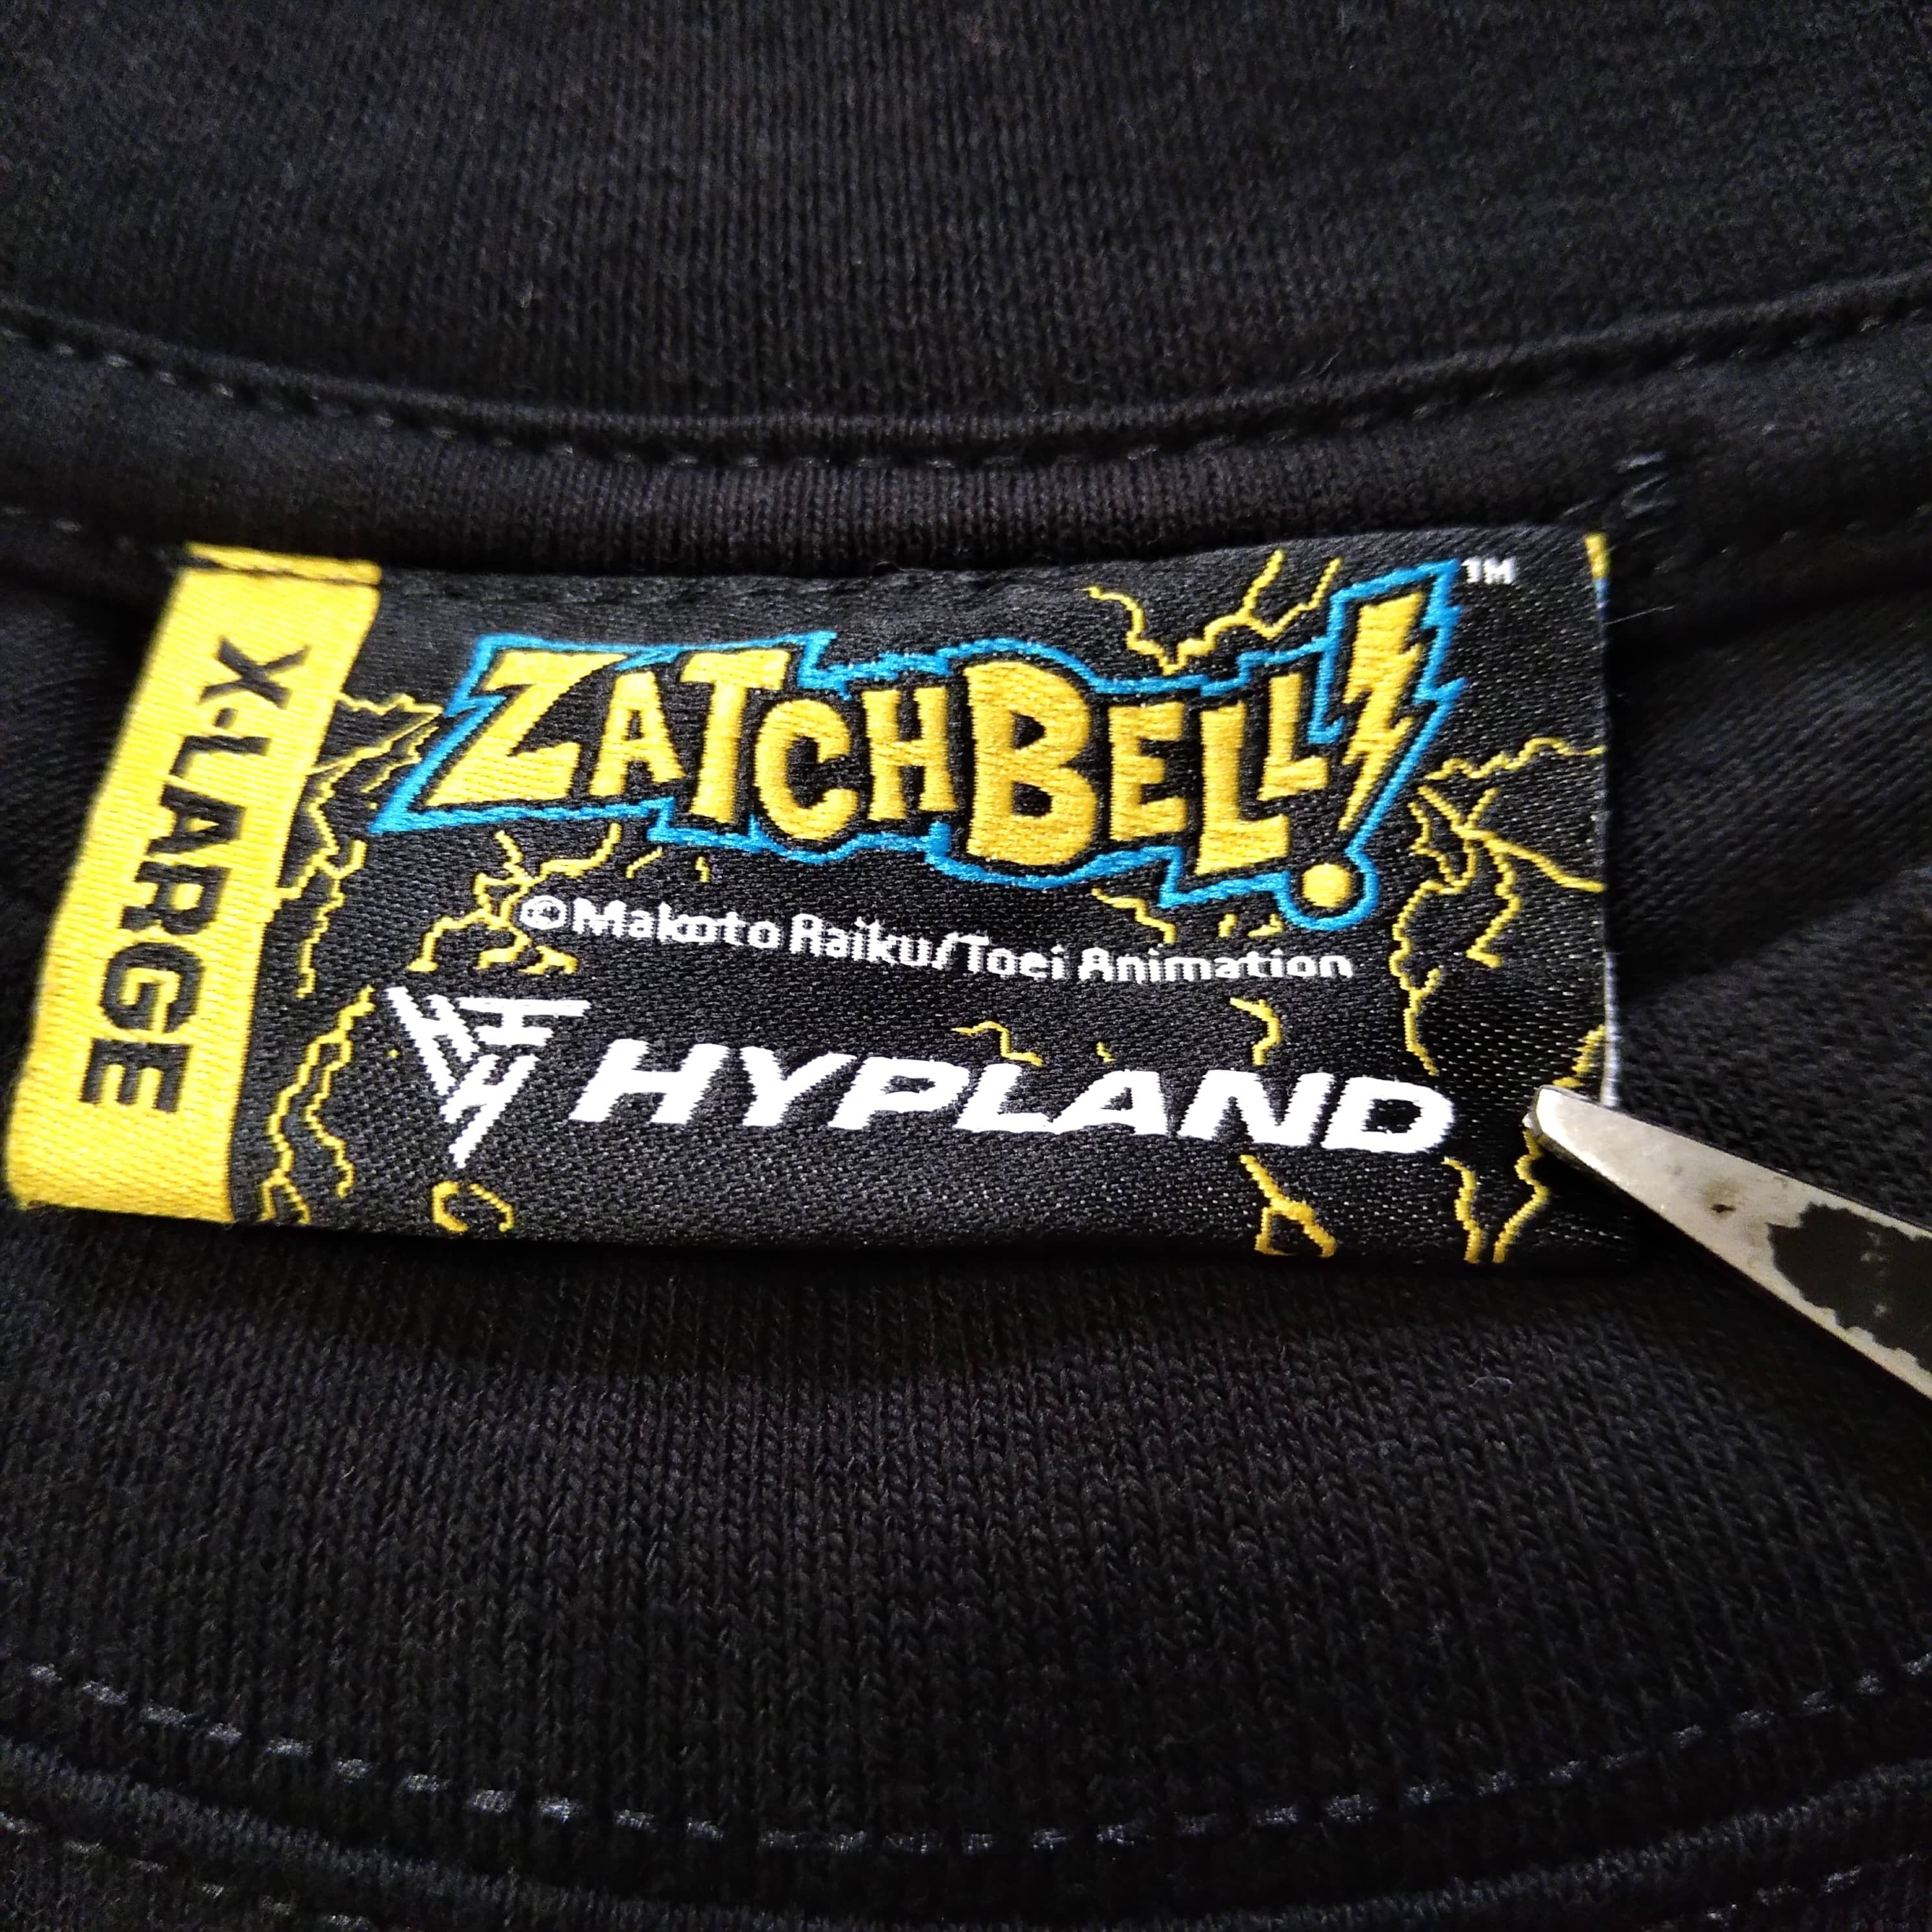 X-LARGE
ZATCHBELL! ™
©Makoto Raiku/Toei Animation
HYPLAND